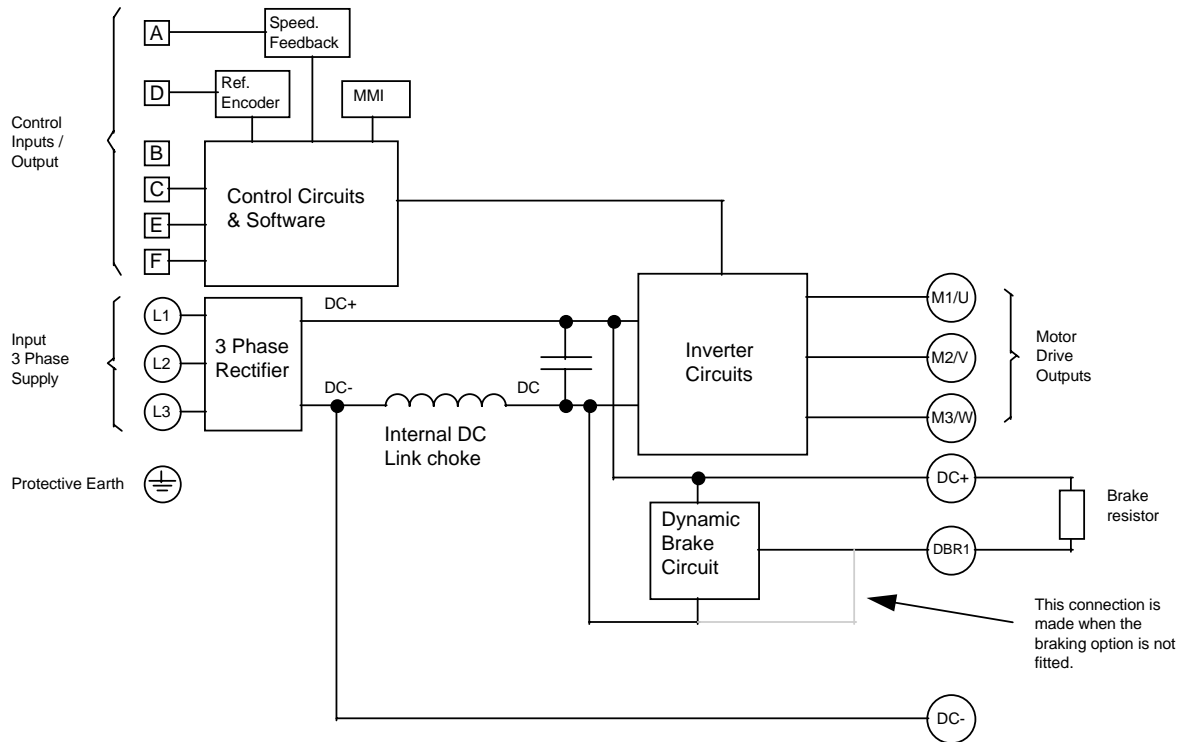 A
Speed.
Feedback
D
Ref.
Encoder
MMI
Control
Inputs /
Output
B
C
E
F
Control Circuits
& Software
Input
3 Phase
Supply
L1
L2
L3
3 Phase
Rectifier
DC+
DC-
DC
Internal DC
Link choke
Inverter
Circuits
M1/U
M2/V
M3/W
Motor
Drive
Outputs
Protective Earth
DC+
Brake
resistor
Dynamic
Brake
Circuit
DBR1
This connection is
made when the
braking option is not
fitted.
DC-